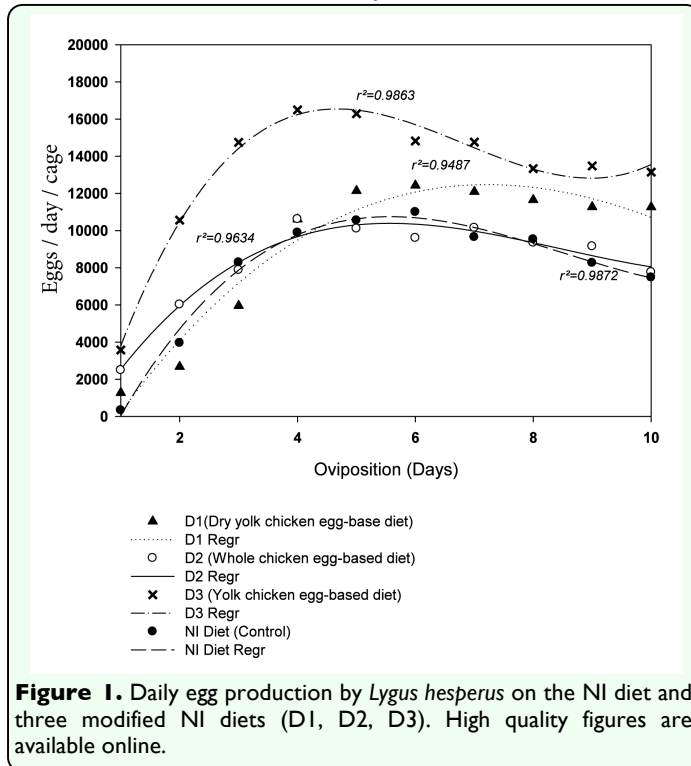 20000
18000
16000
14000
12000
10000
8000
6000
4000
2000
0
Eggs / day / cage
r²=0.9863
r²=0.9487
r²=0.9634
r²=0.9872
2 4 6 8 10
Oviposition (Days)
D1(Dry yolk chicken egg-base diet)
D1 Regr
D2 (Whole chicken egg-based diet)
D2 Regr
D3 (Yolk chicken egg-based diet)
D3 Regr
NI Diet (Control)
NI Diet Regr
Figure 1. Daily egg production by Lygus hesperus on the NI diet and
three modified NI diets (D1, D2, D3). High quality figures are
available online.